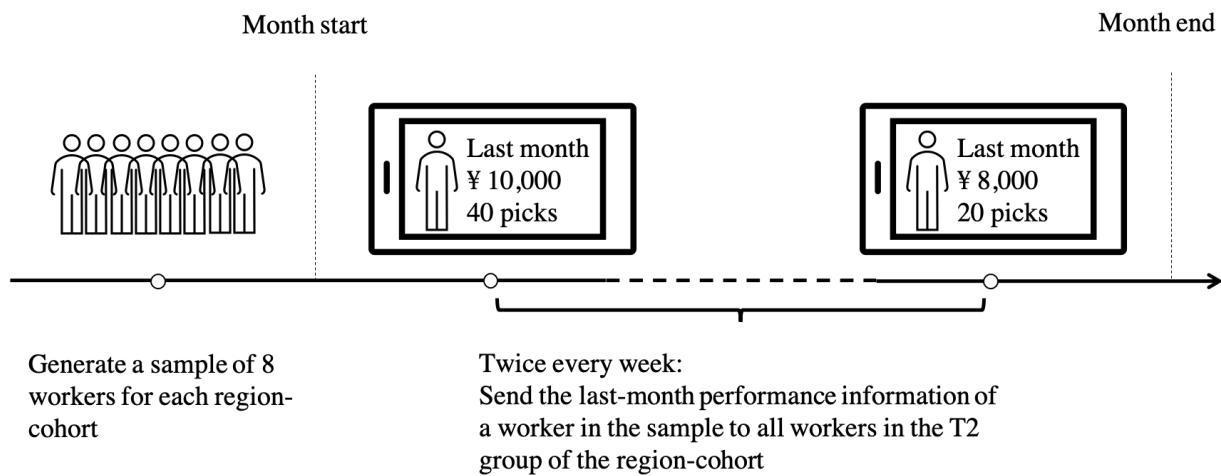 Month start
Month end
Last month
¥ 10,000
40 picks
Last month
¥ 8,000
20 picks
Generate a sample of 8
workers for each region-
cohort
Twice every week:
Send the last-month performance information of
a worker in the sample to all workers in the T2
group of the region-cohort